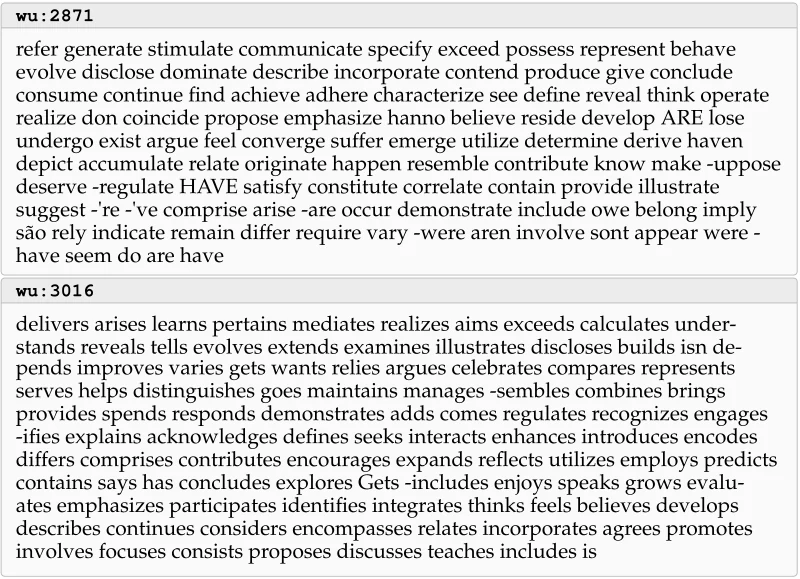 wu:2871
refer generate stimulate communicate specify exceed possess represent behave
evolve disclose dominate describe incorporate contend produce give conclude
consume continue find achieve adhere characterize see define reveal think operate
realize don coincide propose emphasize hanno believe reside develop ARE lose
undergo exist argue feel converge suffer emerge utilize determine derive haven
depict accumulate relate originate happen resemble contribute know make -uppose
deserve -regulate HAVE satisfy constitute correlate contain provide illustrate
suggest -'re -'ve comprise arise -are occur demonstrate include owe belong imply
são rely indicate remain differ require vary -were aren involve sont appear were -
have seem do are have
wu:3016
delivers arises learns pertains mediates realizes aims exceeds calculates under-
stands reveals tells evolves extends examines illustrates discloses builds isn de-
pends improves varies gets wants relies argues celebrates compares represents
serves helps distinguishes goes maintains manages -sembles combines brings
provides spends responds demonstrates adds comes regulates recognizes engages
-ifies explains acknowledges defines seeks interacts enhances introduces encodes
differs comprises contributes encourages expands reflects utilizes employs predicts
contains says has concludes explores Gets -includes enjoys speaks grows evalu-
ates emphasizes participates identifies integrates thinks feels believes develops
describes continues considers encompasses relates incorporates agrees promotes
involves focuses consists proposes discusses teaches includes is